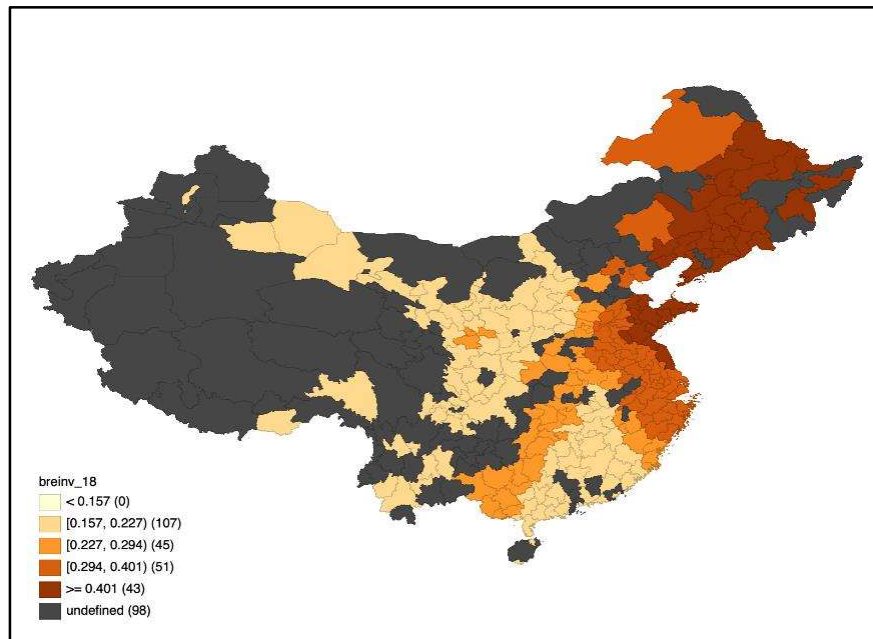 breinv_18
< 0.157 (0)
[0.157, 0.227) (107)
[0.227, 0.294) (45)
[0.294, 0.401) (51)
>= 0.401 (43)
undefined (98)